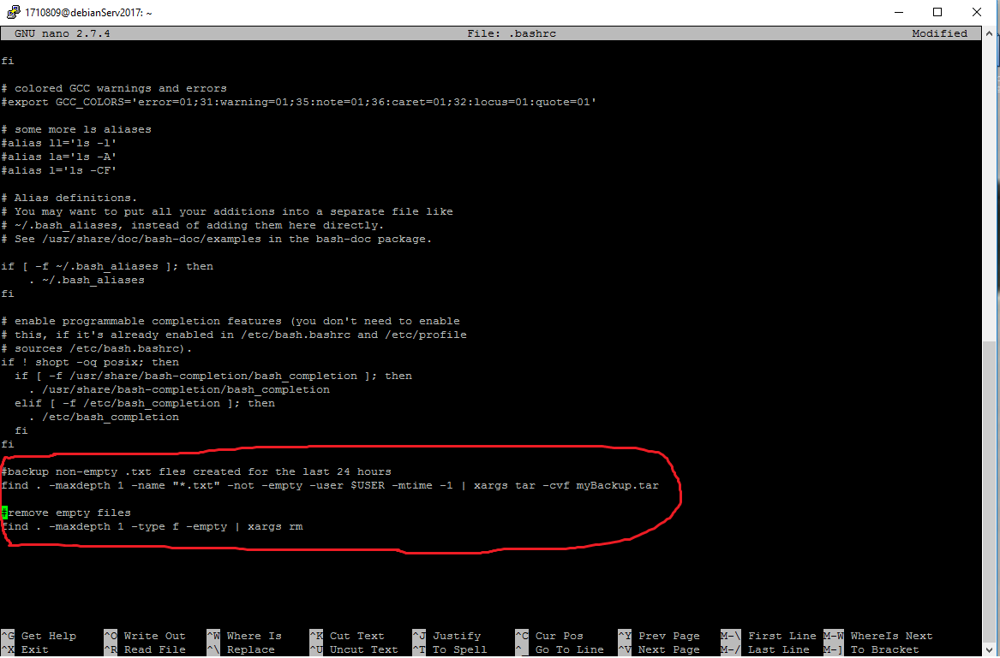 1710809@debianServ2017: ~
GNU nano 2.7.4 File: .bashrc Modified
fi
# colored GCC warnings and errors
#export GCC_COLORS='error=01;31:warning=01;35:note=01;36:caret=01;32:locus=01:quote=01'
# some more ls aliases
#alias ll='ls -l'
#alias la='ls -A'
#alias l='ls -CF'
# Alias definitions.
# You may want to put all your additions into a separate file like
# ~/.bash_aliases, instead of adding them here directly.
# See /usr/share/doc/bash-doc/examples in the bash-doc package.
if [ -f ~/.bash_aliases ]; then
    . ~/.bash_aliases
fi
# enable programmable completion features (you don't need to enable
# this, if it's already enabled in /etc/bash.bashrc and /etc/profile
# sources /etc/bash.bashrc).
if ! shopt -oq posix; then
  if [ -f /usr/share/bash-completion/bash_completion ]; then
    . /usr/share/bash-completion/bash_completion
  elif [ -f /etc/bash_completion ]; then
    . /etc/bash_completion
  fi
fi
#backup non-empty .txt fles created for the last 24 hours
find . -maxdepth 1 -name "*.txt" -not -empty -user $USER -mtime -1 | xargs tar -cvf myBackup.tar
#remove empty files
find . -maxdepth 1 -type f -empty | xargs rm
^G Get Help ^O Write Out ^W Where Is ^K Cut Text ^J Justify ^C Cur Pos ^Y Prev Page M-\ First Line M-W WhereIs Next
^X Exit ^R Read File ^\ Replace ^U Uncut Text ^T To Spell ^_ Go To Line ^V Next Page M-/ Last Line M-] To Bracket